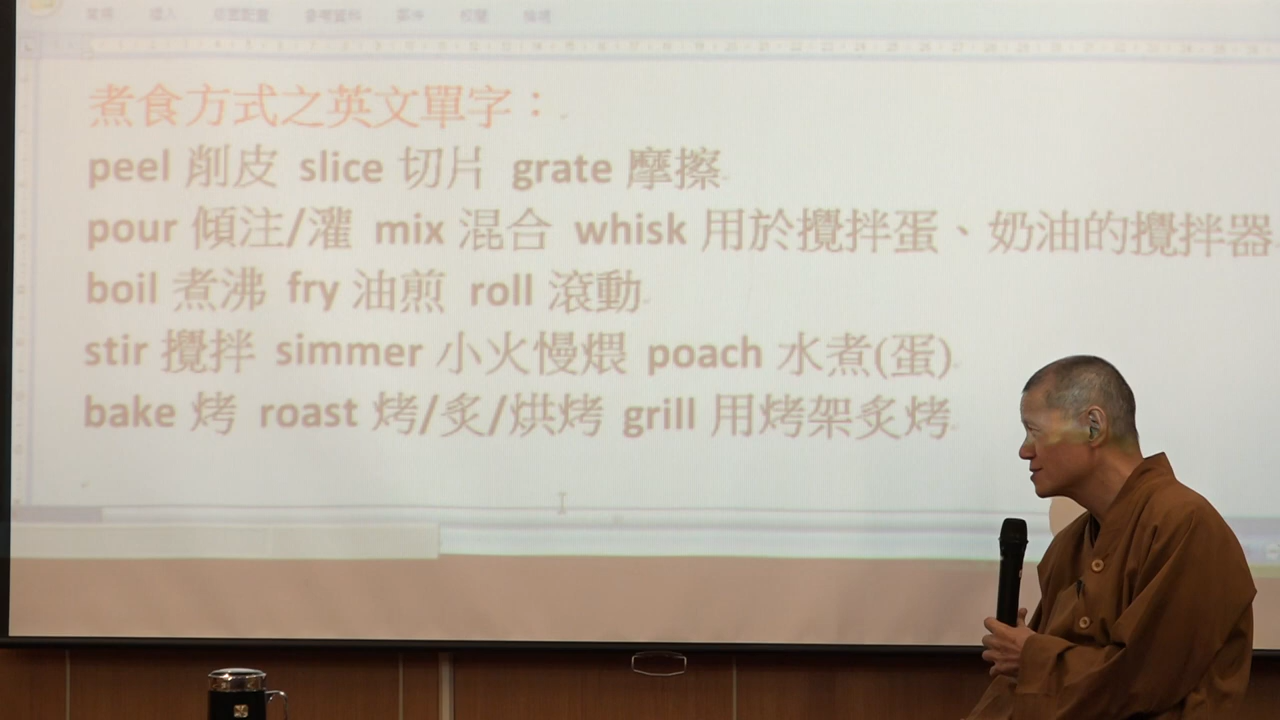 煮食方式之英文單字：
peel 削皮 slice 切片 grate 摩擦
pour 傾注/灌 mix 混合 whisk 用於攪拌蛋、奶油的攪拌器
boil 煮沸 fry 油煎 roll 滾動
stir 攪拌 simmer 小火慢煨 poach 水煮(蛋)
bake 烤 roast 烤/炙/烘烤 grill 用烤架炙烤